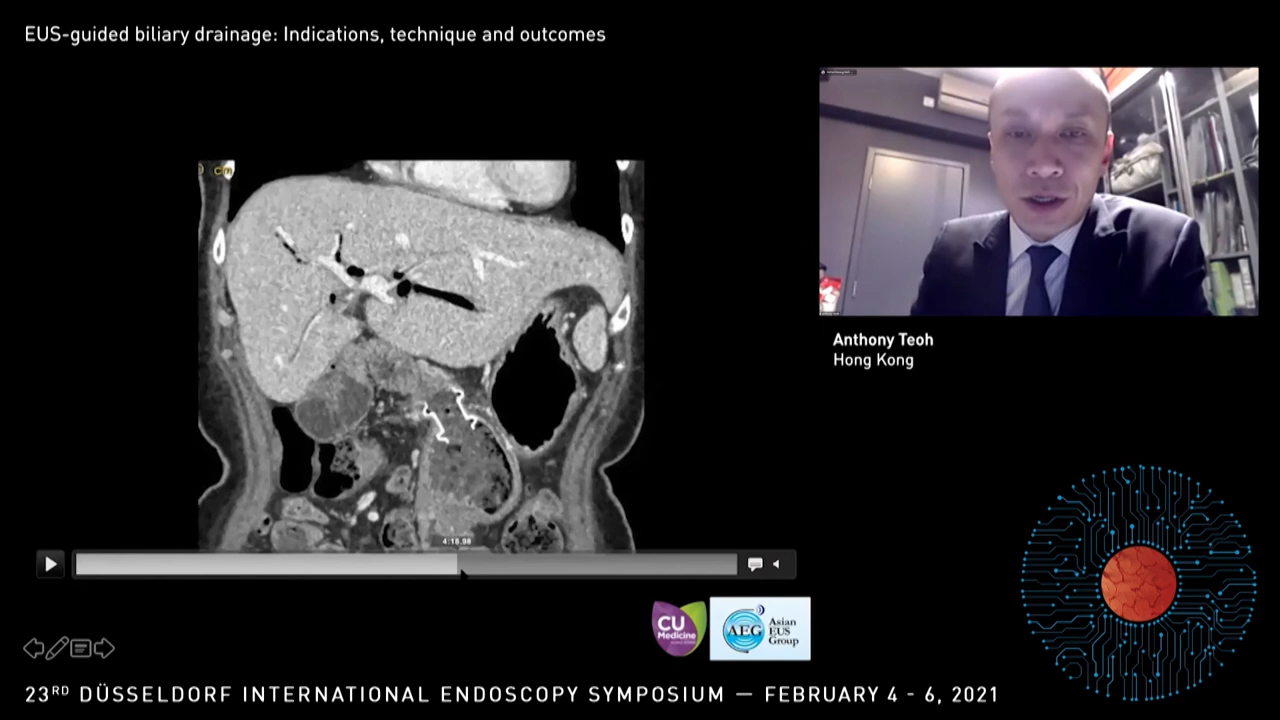 EUS-guided biliary drainage: Indications, technique and outcomes
cm
Anthony Teoh
Hong Kong
4:18.98
CU
Medicine
AEG
Asian
EUS
Group
23RD DÜSSELDORF INTERNATIONAL ENDOSCOPY SYMPOSIUM — FEBRUARY 4 - 6, 2021